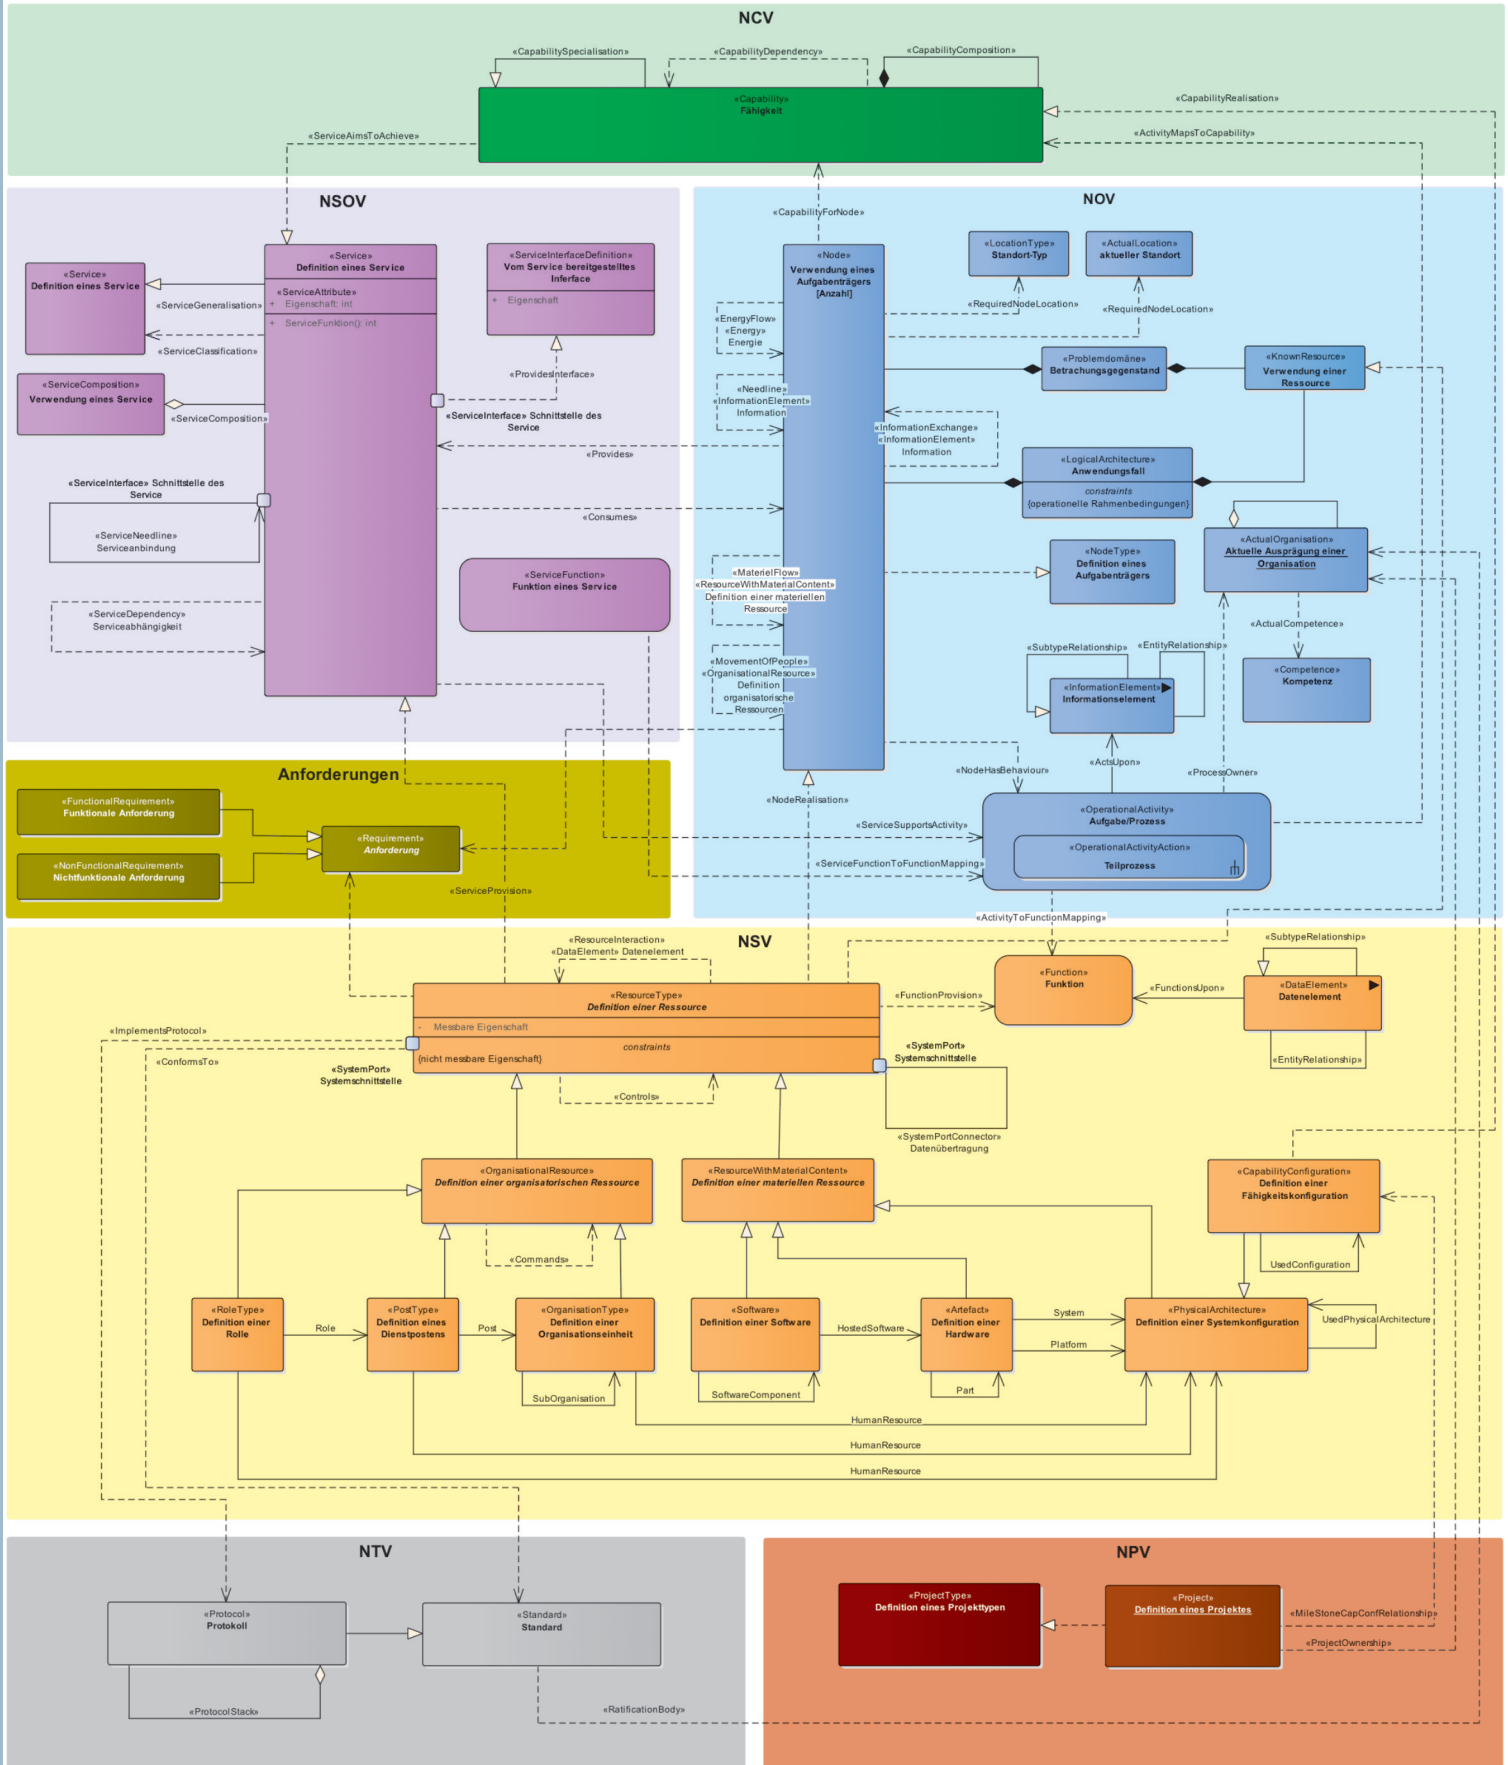 NCV
«CapabilitySpecialisation»
«CapabilityDependency»
«CapabilityComposition»
«Capability»
Fähigkeit
«CapabilityRealisation»
«ServiceAimsToAchieve»
«ActivityMapsToCapability»
NSOV
«Service»
Definition eines Service
«ServiceAttribute»
+ Eigenschaft: int
+ ServiceFunktion(): int
«Service»
Definition eines Service
«ServiceGeneralisation»
«ServiceClassification»
«ServiceInterfaceDefinition»
Vom Service bereitgestelltes
Inferface
+ Eigenschaft
«ProvidesInterface»
«ServiceComposition»
Verwendung eines Service
«ServiceComposition»
«ServiceInterface» Schnittstelle des
Service
«Provides»
«ServiceInterface» Schnittstelle des
Service
«ServiceNeedline»
Serviceanbindung
«Consumes»
«ServiceFunction»
Funktion eines Service
«ServiceDependency»
Serviceabhängigkeit
NOV
«CapabilityForNode»
«Node»
Verwendung eines
Aufgabenträgers
[Anzahl]
«LocationType»
Standort-Typ
«ActualLocation»
aktueller Standort
«RequiredNodeLocation»
«RequiredNodeLocation»
«EnergyFlow»
«Energy»
Energie
«Problemdomäne»
Betrachungsgegenstand
«KnownResource»
Verwendung einer
Ressource
«Needline»
«InformationElement»
Information
«InformationExchange»
«InformationElement»
Information
«LogicalArchitecture»
Anwendungsfall
constraints
{operationelle Rahmenbedingungen}
«ActualOrganisation»
Aktuelle Ausprägung einer
Organisation
«NodeType»
Definition eines
Aufgabenträgers
«MaterielFlow»
«ResourceWithMaterialContent»
Definition einer materiellen
Ressource
«ActualCompetence»
«Competence»
Kompetenz
«SubtypeRelationship»
«EntityRelationship»
«InformationElement»
Informationselement
«MovementOfPeople»
«OrganisationalResource»
Definition
organisatorische
Ressourcen
«ActsUpon»
«ProcessOwner»
«NodeHasBehaviour»
«NodeRealisation»
«OperationalActivity»
Aufgabe/Prozess
«OperationalActivityAction»
Teilprozess
«ServiceSupportsActivity»
«ServiceFunctionToFunctionMapping»
«ActivityToFunctionMapping»
Anforderungen
«FunctionalRequirement»
Funktionale Anforderung
«Requirement»
Anforderung
«NonFunctionalRequirement»
Nichtfunktionale Anforderung
«ServiceProvision»
NSV
«ResourceInteraction»
«DataElement» Datenelement
«ResourceType»
Definition einer Ressource
- Messbare Eigenschaft
constraints
{nicht messbare Eigenschaft}
«FunctionProvision»
«Function»
Funktion
«FunctionsUpon»
«SubtypeRelationship»
«DataElement»
Datenelement
«EntityRelationship»
«ImplementsProtocol»
«ConformsTo»
«SystemPort»
Systemschnittstelle
«SystemPort»
Systemschnittstelle
«Controls»
«SystemPortConnector»
Datenübertragung
«OrganisationalResource»
Definition einer organisatorischen Ressource
«ResourceWithMaterialContent»
Definition einer materiellen Ressource
«CapabilityConfiguration»
Definition einer
Fähigkeitskonfiguration
«Commands»
UsedConfiguration
«RoleType»
Definition einer
Rolle
Role
«PostType»
Definition eines
Dienstpostens
Post
«OrganisationType»
Definition einer
Organisationseinheit
SubOrganisation
«Software»
Definition einer Software
SoftwareComponent
HostedSoftware
«Artefact»
Definition einer
Hardware
Part
System
Platform
«PhysicalArchitecture»
Definition einer Systemkonfiguration
UsedPhysicalArchitecture
HumanResource
HumanResource
HumanResource
NTV
«Protocol»
Protokoll
«Standard»
Standard
«ProtocolStack»
«RatificationBody»
NPV
«ProjectType»
Definition eines Projekttypen
«Project»
Definition eines Projektes
«MileStoneCapConfRelationship»
«ProjectOwnership»